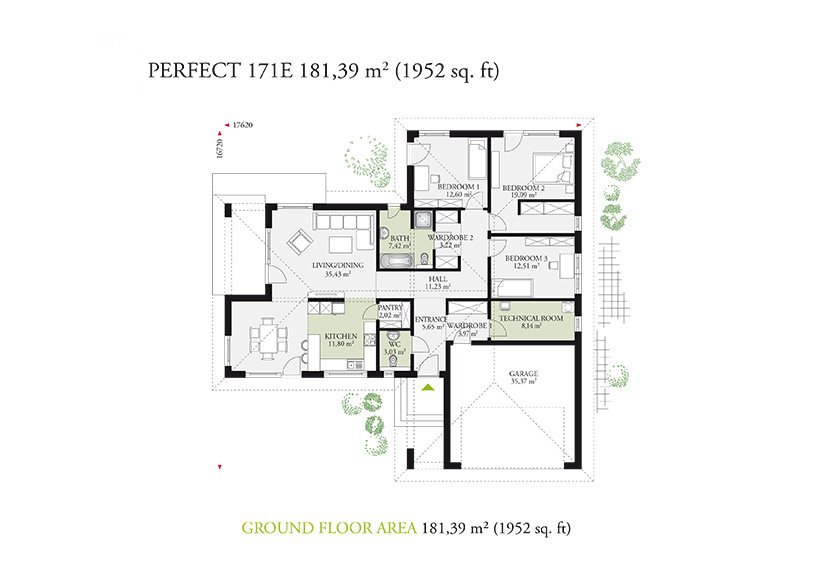 PERFECT 171E 181,39 m² (1952 sq. ft)
17620
16720
BEDROOM 1
12,60 m²
BEDROOM 2
19,09 m²
BATH
7,42 m²
WARDROBE 2
3,22 m²
LIVING/DINING
35,43 m²
BEDROOM 3
12,51 m²
HALL
11,23 m²
PANTRY
2,02 m²
ENTRANCE
5,65 m²
WARDROBE 1
3,97 m²
TECHNICAL ROOM
8,14 m²
KITCHEN
11,80 m²
WC
3,03 m²
GARAGE
35,37 m²
GROUND FLOOR AREA 181,39 m² (1952 sq. ft)